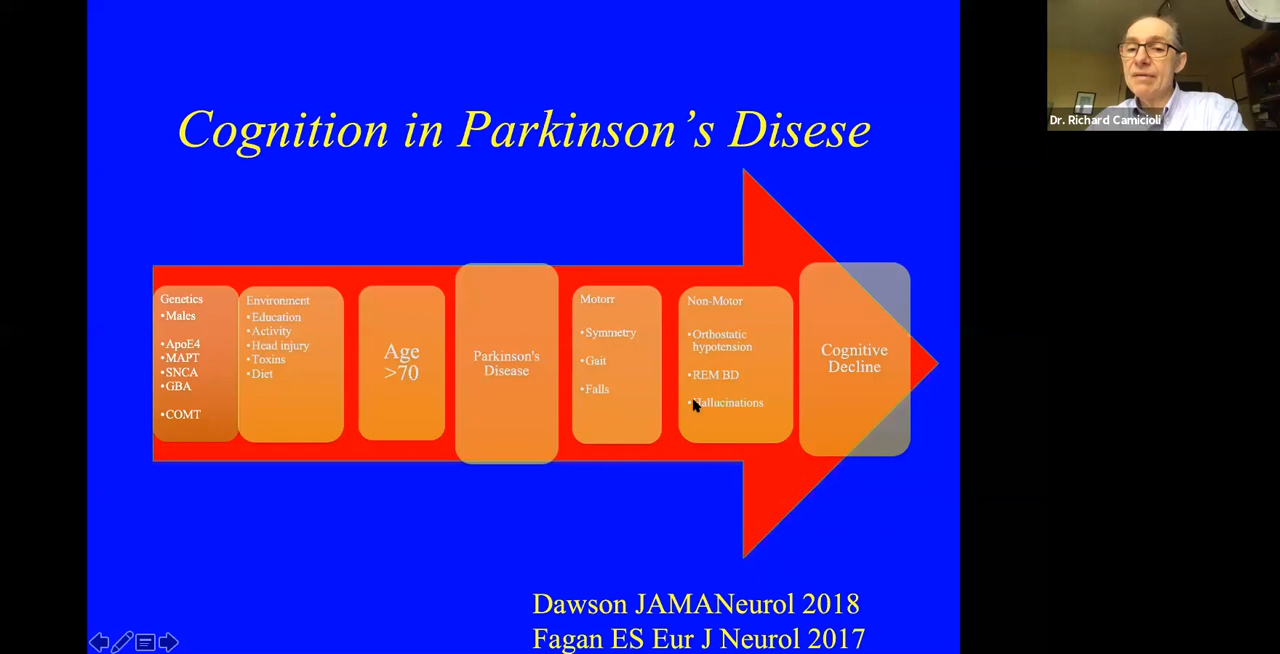 Cognition in Parkinson's Disese
Dr. Richard Camicioli
Genetics
•Males
•ApoE4
•MAPT
•SNCA
•GBA
•COMT
Environment
•Education
•Activity
•Head injury
•Toxins
•Diet
Age
>70
Parkinson's
Disease
Motorr
•Symmetry
•Gait
•Falls
Non-Motor
•Orthostatic
hypotension
•REM BD
•Hallucinations
Cognitive
Decline
Dawson JAMANeurol 2018
Fagan ES Eur J Neurol 2017